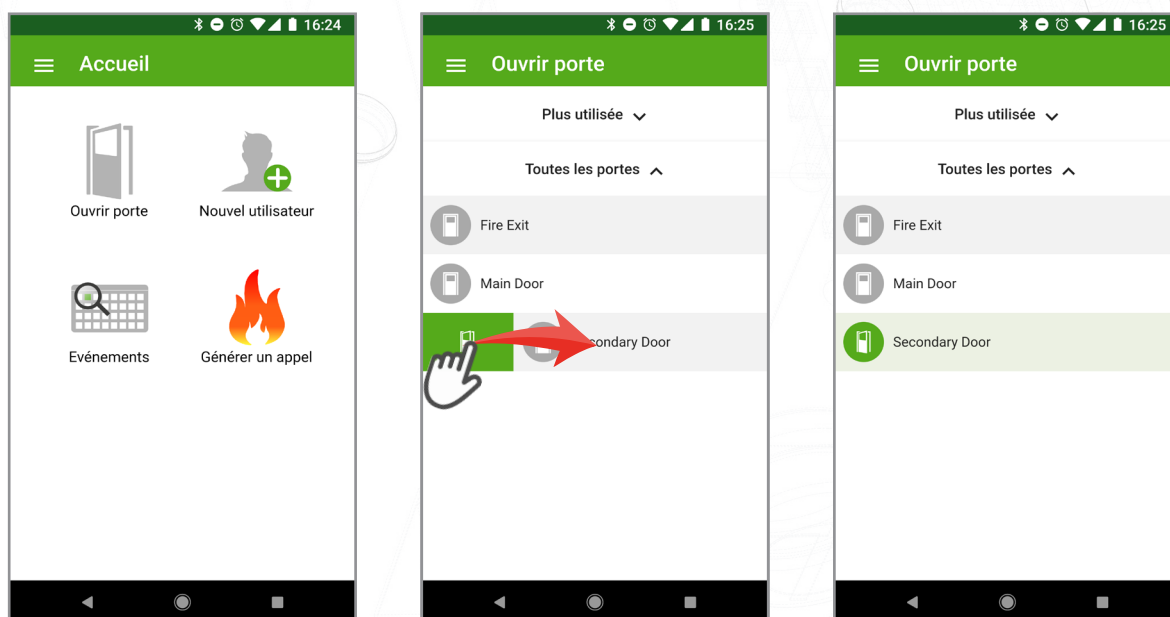 16:24
Accueil
Ouvrir porte
Nouvel utilisateur
Evénements
Générer un appel
16:25
Ouvrir porte
Plus utilisée
Toutes les portes
Fire Exit
Main Door
condary Door
16:25
Ouvrir porte
Plus utilisée
Toutes les portes
Fire Exit
Main Door
Secondary Door